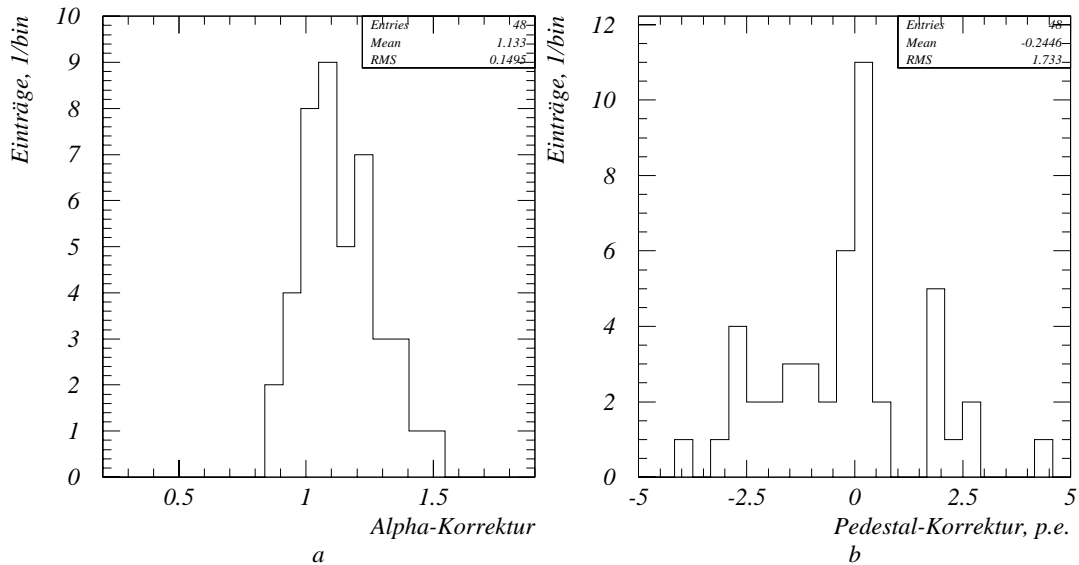 Einträge, 1/bin
Entries 48
Mean 1.133
RMS 0.1495
10
9
8
7
6
5
4
3
2
1
0
0.5 1 1.5
Alpha-Korrektur
a
Einträge, 1/bin
Entries 48
Mean -0.2446
RMS 1.733
12
10
8
6
4
2
0
-5 -2.5 0 2.5 5
Pedestal-Korrektur, p.e.
b